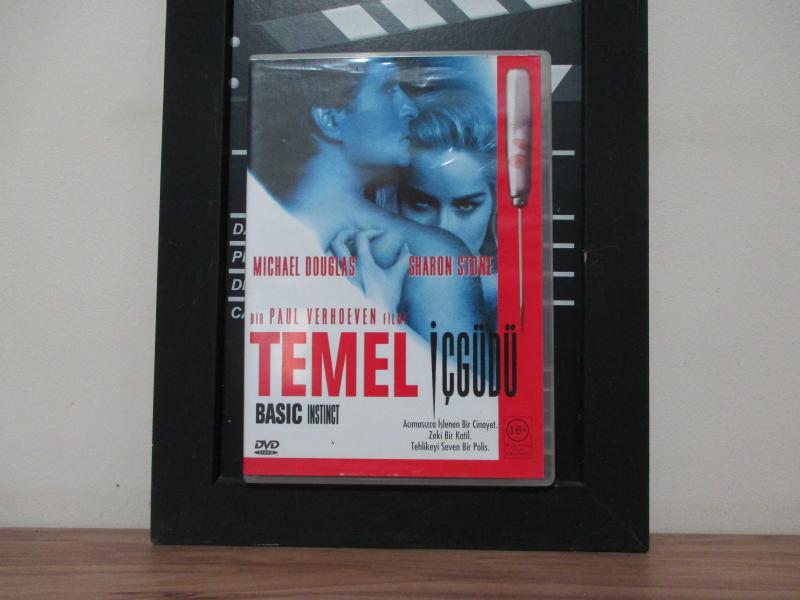 MICHAEL DOUGLAS SHARON STONE
BİR PAUL VERHOEVEN FİLMİ
TEMEL İÇGÜDÜ
BASIC INSTINCT
Acımasızca İşlenen Bir Cinayet.
Zeki Bir Katil.
Tehlikeyi Seven Bir Polis.
DVD
VIDEO
16+